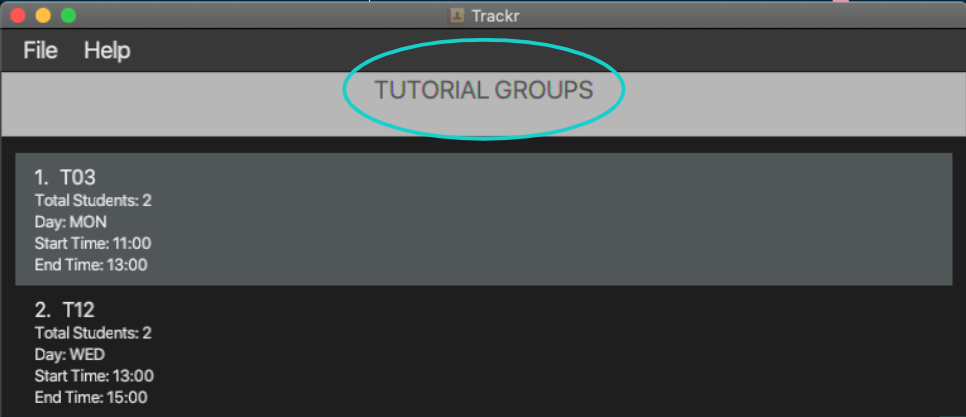 Trackr
File Help
TUTORIAL GROUPS
1. T03
Total Students: 2
Day: MON
Start Time: 11:00
End Time: 13:00
2. T12
Total Students: 2
Day: WED
Start Time: 13:00
End Time: 15:00